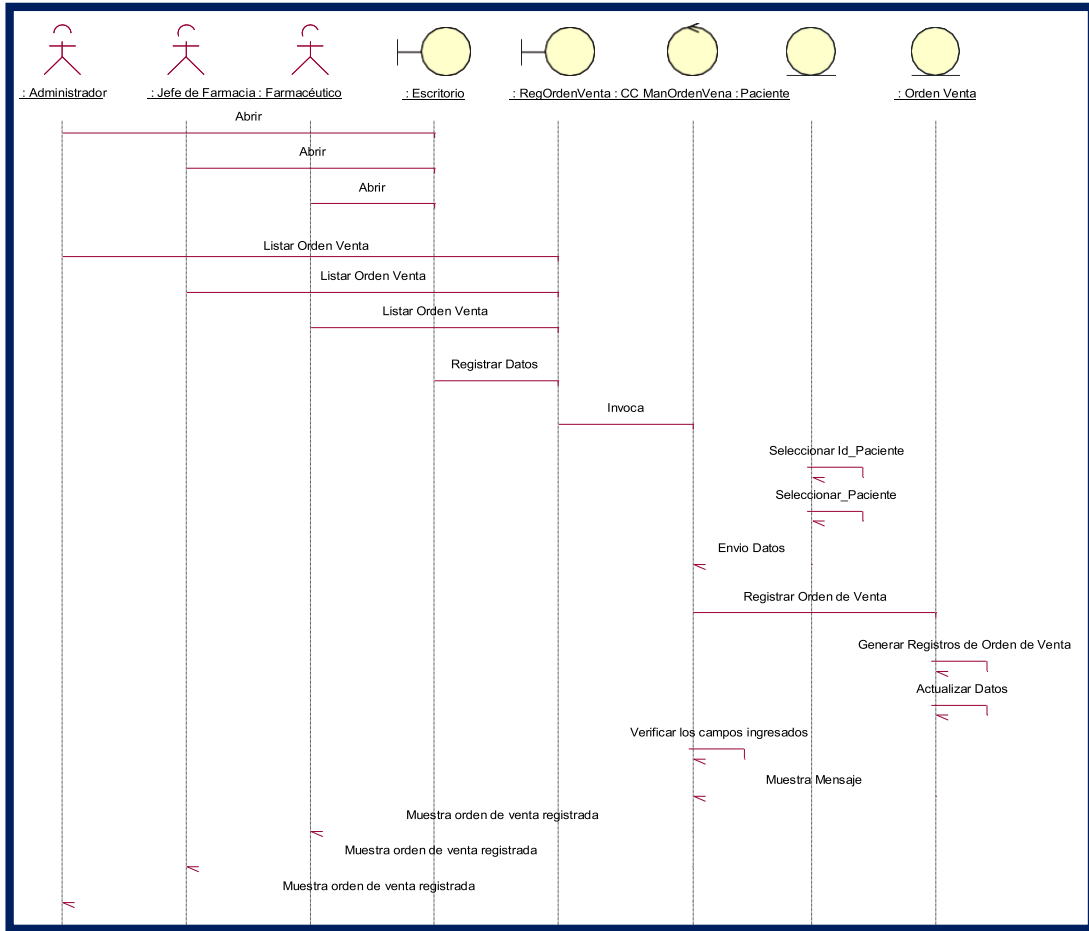 : Administrador
: Jefe de Farmacia : Farmacéutico
: Escritorio
: RegOrdenVenta : CC ManOrdenVena : Paciente
: Orden Venta
Abrir
Abrir
Abrir
Listar Orden Venta
Listar Orden Venta
Listar Orden Venta
Registrar Datos
Invoca
Seleccionar Id_Paciente
Seleccionar_Paciente
Envio Datos
Registrar Orden de Venta
Generar Registros de Orden de Venta
Actualizar Datos
Verificar los campos ingresados
Muestra Mensaje
Muestra orden de venta registrada
Muestra orden de venta registrada
Muestra orden de venta registrada